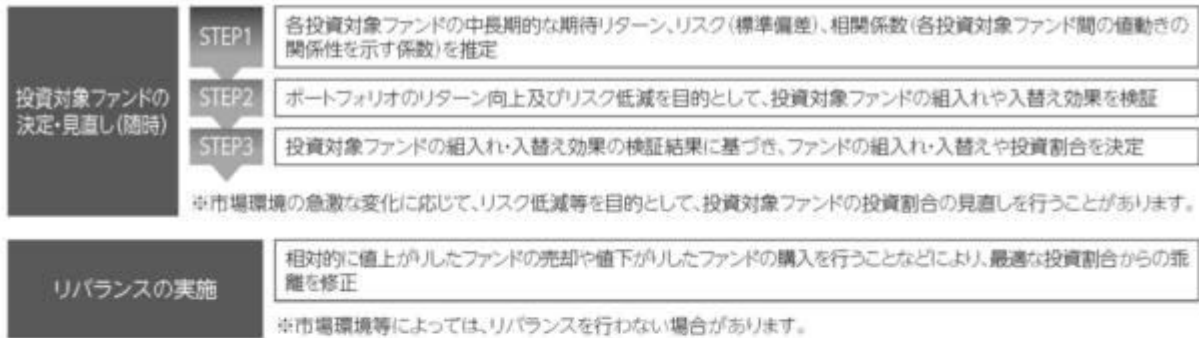 投資対象ファンドの
決定・見直し(随時)
STEP1
各投資対象ファンドの中長期的な期待リターン、リスク(標準偏差)、相関係数(各投資対象ファンド間の値動きの
関係性を示す係数)を推定
STEP2
ポートフォリオのリターン向上及びリスク低減を目的として、投資対象ファンドの組入れや入替え効果を検証
STEP3
投資対象ファンドの組入れ・入替え効果の検証結果に基づき、ファンドの組入れ・入替えや投資割合を決定
※市場環境の急激な変化に応じて、リスク低減等を目的として、投資対象ファンドの投資割合の見直しを行うことがあります。
リバランスの実施
相対的に値上がりしたファンドの売却や値下がりしたファンドの購入を行うことなどにより、最適な投資割合からの乖
離を修正
※市場環境等によっては、リバランスを行わない場合があります。